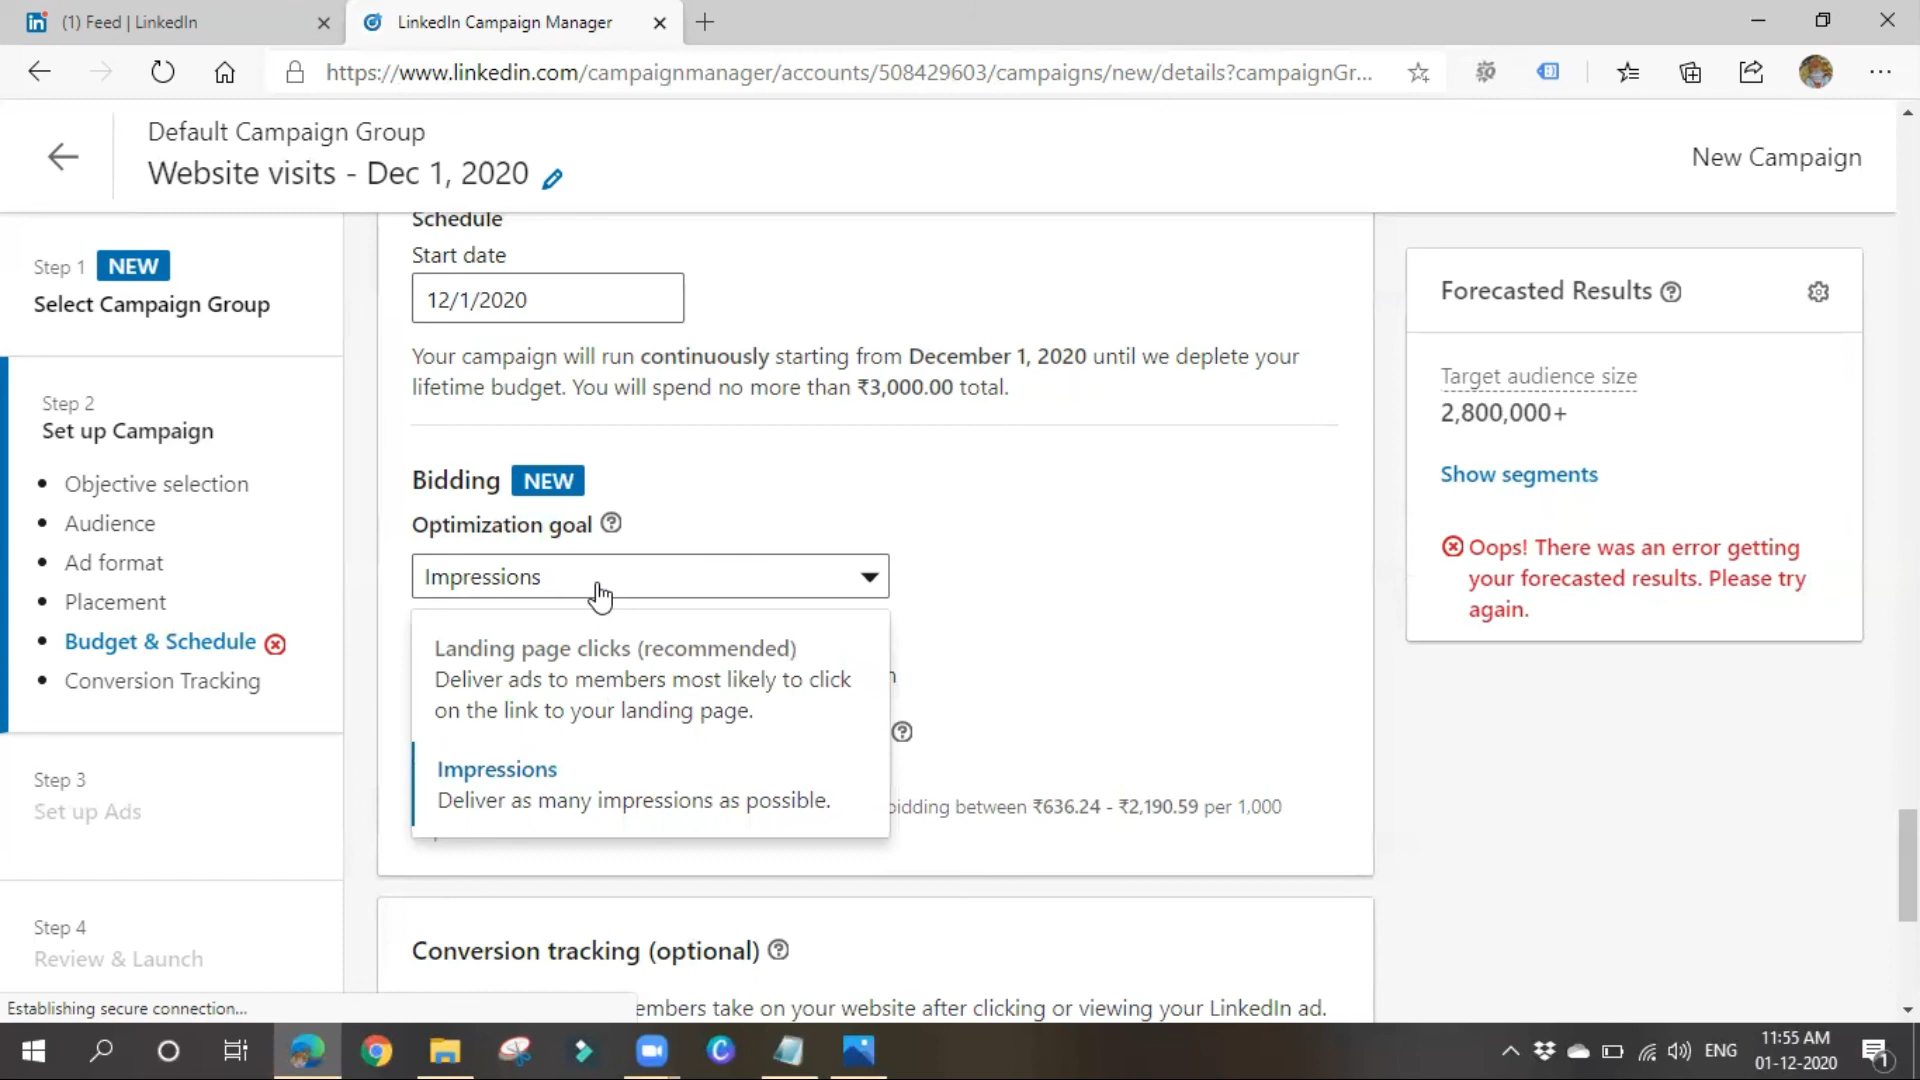 (1) Feed | LinkedIn
LinkedIn Campaign Manager
https://www.linkedin.com/campaignmanager/accounts/508429603/campaigns/new/details?campaignGr...
Default Campaign Group
Website visits - Dec 1, 2020
New Campaign
Step 1 NEW
Select Campaign Group
Step 2
Set up Campaign
Objective selection
Audience
Ad format
Placement
Budget & Schedule
Conversion Tracking
Step 3
Set up Ads
Step 4
Review & Launch
Schedule
Start date
12/1/2020
Your campaign will run continuously starting from December 1, 2020 until we deplete your
lifetime budget. You will spend no more than ₹3,000.00 total.
Bidding NEW
Optimization goal
Impressions
Landing page clicks (recommended)
Deliver ads to members most likely to click
on the link to your landing page.
Impressions
Deliver as many impressions as possible.
bidding between ₹636.24 - ₹2,190.59 per 1,000
Conversion tracking (optional)
embers take on your website after clicking or viewing your LinkedIn ad.
Forecasted Results
Target audience size
2,800,000+
Show segments
Oops! There was an error getting
your forecasted results. Please try
again.
Establishing secure connection...
ENG
11:55 AM
01-12-2020
1